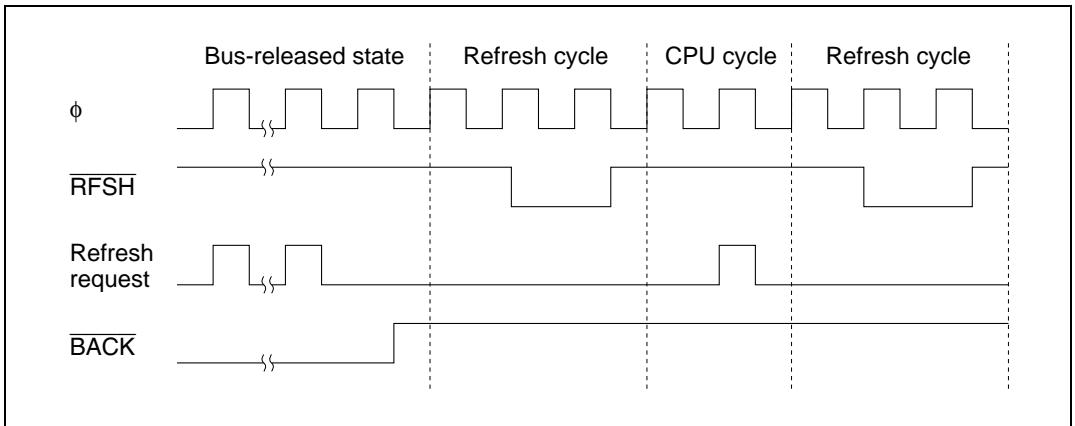 Bus-released state Refresh cycle CPU cycle Refresh cycle
ϕ
RFSH
Refresh
request
BACK